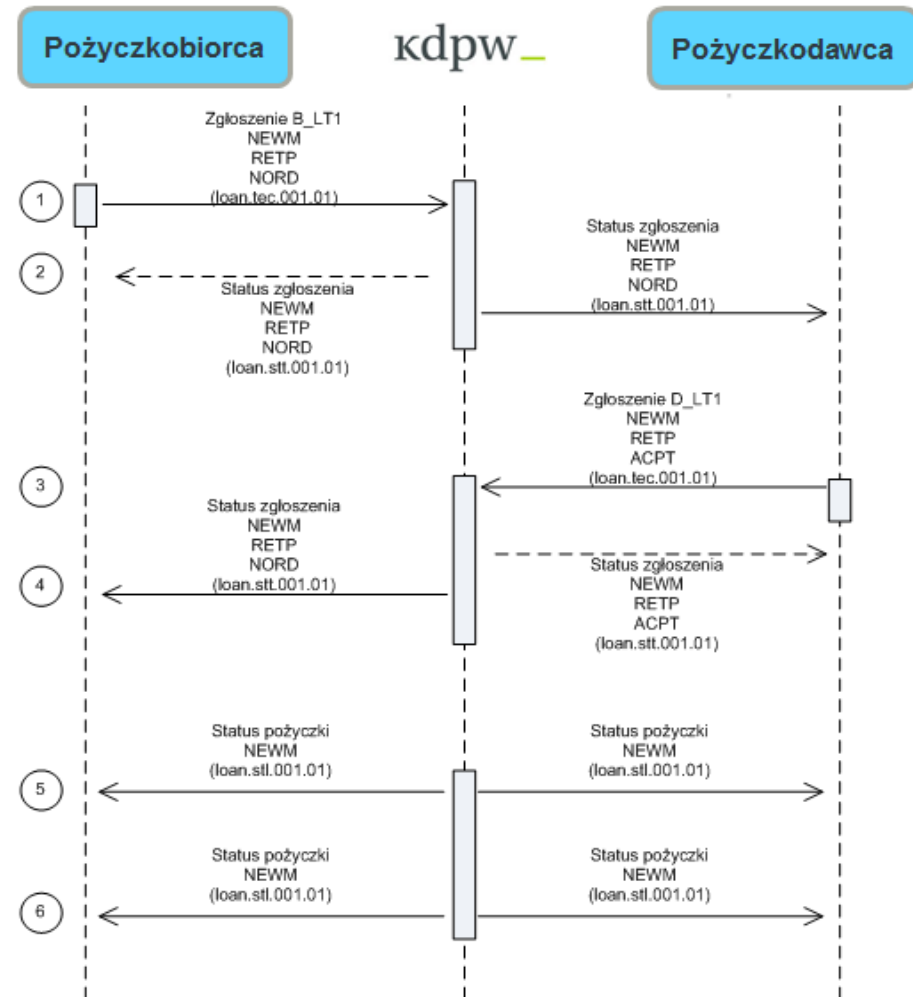 Pożyczkobiorca
kdpw_
Pożyczkodawca
Zgłoszenie B_LT1
NEWM
RETP
NORD
(loan.tec.001.01)
1
Status zgłoszenia
NEWM
RETP
NORD
(loan.stt.001.01)
2
Status zgłoszenia
NEWM
RETP
NORD
(loan.stt.001.01)
Zgłoszenie D_LT1
NEWM
RETP
ACPT
(loan.tec.001.01)
3
Status zgłoszenia
NEWM
RETP
NORD
(loan.stt.001.01)
4
Status zgłoszenia
NEWM
RETP
ACPT
(loan.stt.001.01)
Status pożyczki
NEWM
(loan.stl.001.01)
Status pożyczki
NEWM
(loan.stl.001.01)
5
Status pożyczki
NEWM
(loan.stl.001.01)
Status pożyczki
NEWM
(loan.stl.001.01)
6